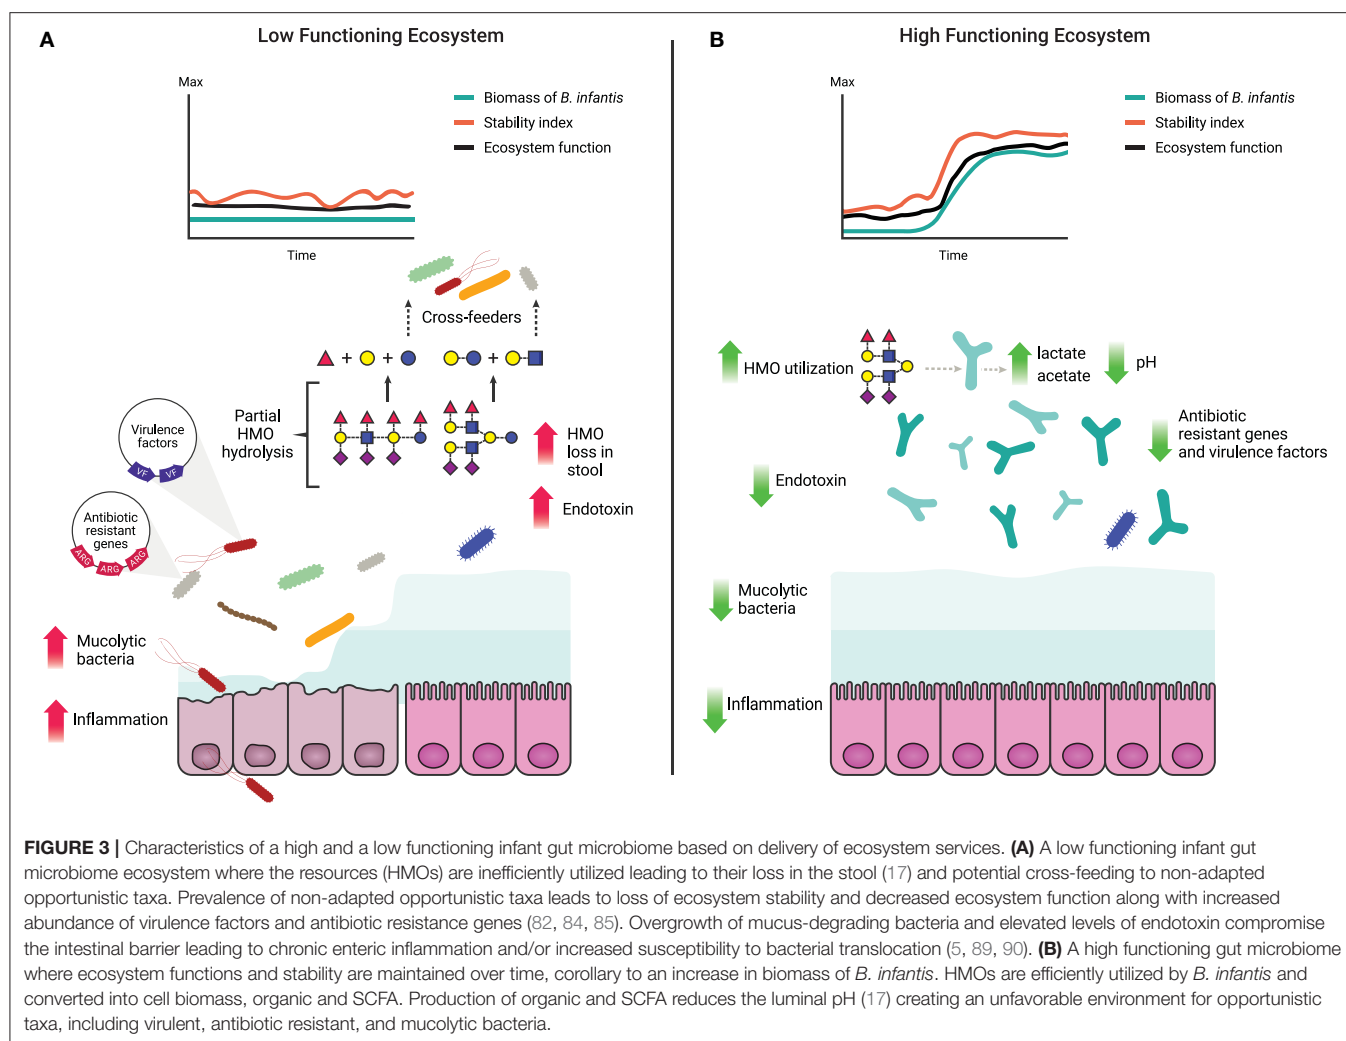 A
Low Functioning Ecosystem
Max
Biomass of B. infantis
Stability index
Ecosystem function
Time
Cross-feeders
+
+
+
Partial
HMO
hydrolysis
HMO
loss in
stool
Endotoxin
Virulence
factors
VF
VF
Antibiotic
resistant
genes
ARG
ARG
ARG
Mucolytic
bacteria
Inflammation
B
High Functioning Ecosystem
Max
Biomass of B. infantis
Stability index
Ecosystem function
Time
HMO utilization
lactate
acetate
pH
Antibiotic
resistant genes
and virulence factors
Endotoxin
Mucolytic
bacteria
Inflammation
FIGURE 3 | Characteristics of a high and a low functioning infant gut microbiome based on delivery of ecosystem services. (A) A low functioning infant gut
microbiome ecosystem where the resources (HMOs) are inefficiently utilized leading to their loss in the stool (17) and potential cross-feeding to non-adapted
opportunistic taxa. Prevalence of non-adapted opportunistic taxa leads to loss of ecosystem stability and decreased ecosystem function along with increased
abundance of virulence factors and antibiotic resistance genes (82, 84, 85). Overgrowth of mucus-degrading bacteria and elevated levels of endotoxin compromise
the intestinal barrier leading to chronic enteric inflammation and/or increased susceptibility to bacterial translocation (5, 89, 90). (B) A high functioning gut microbiome
where ecosystem functions and stability are maintained over time, corollary to an increase in biomass of B. infantis. HMOs are efficiently utilized by B. infantis and
converted into cell biomass, organic and SCFA. Production of organic and SCFA reduces the luminal pH (17) creating an unfavorable environment for opportunistic
taxa, including virulent, antibiotic resistant, and mucolytic bacteria.